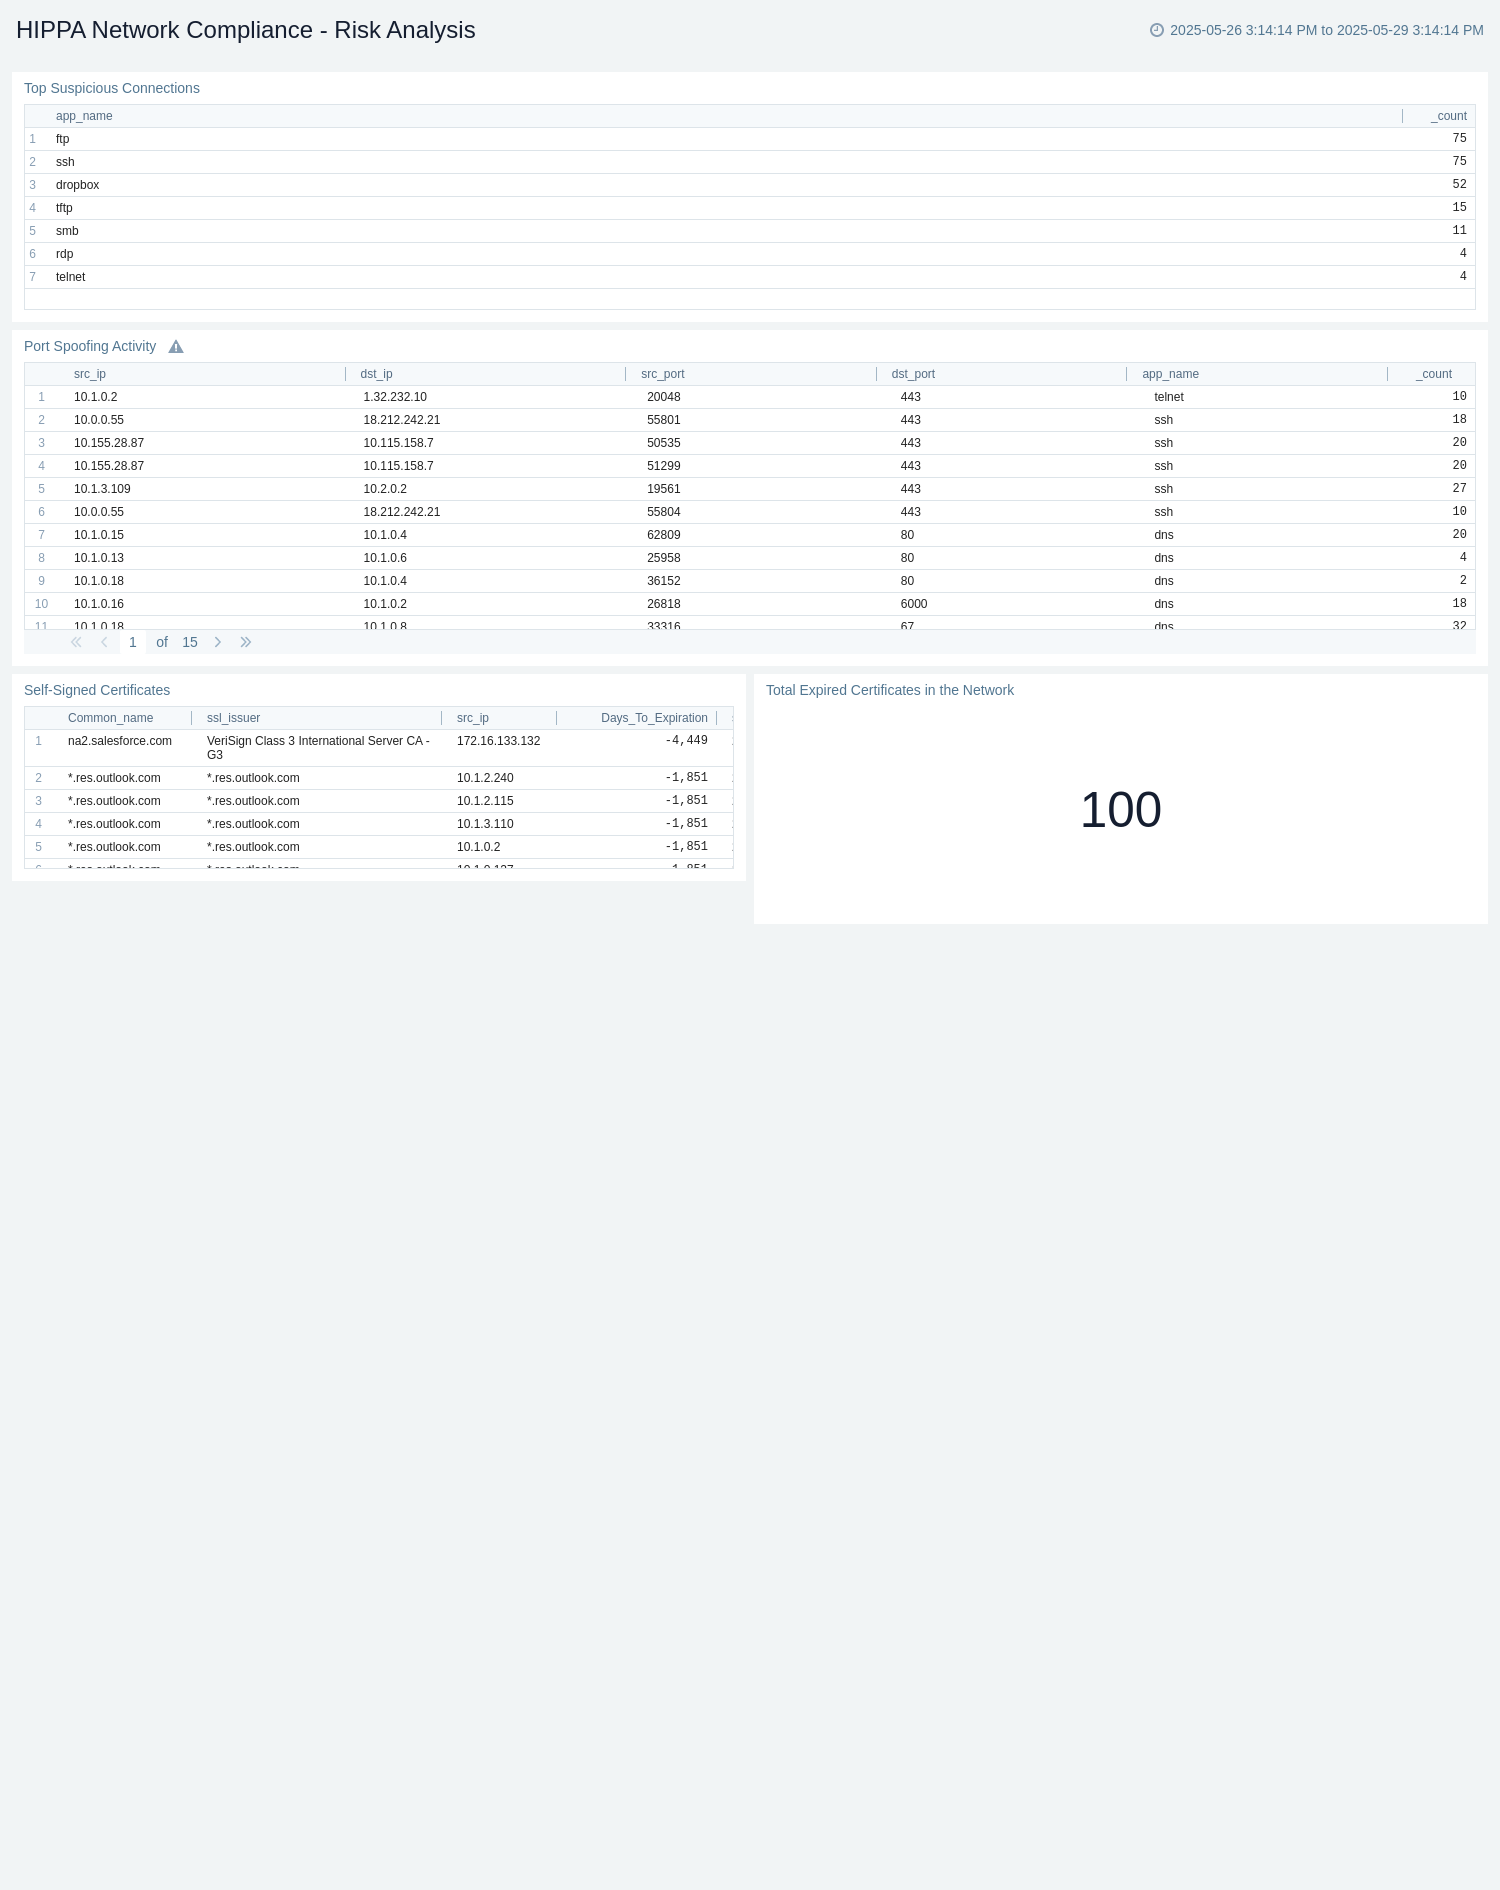 HIPPA Network Compliance - Risk Analysis
2025-05-26 3:14:14 PM to 2025-05-29 3:14:14 PM
Top Suspicious Connections
app_name _count
1 ftp 75
2 ssh 75
3 dropbox 52
4 tftp 15
5 smb 11
6 rdp 4
7 telnet 4
Port Spoofing Activity
src_ip dst_ip src_port dst_port app_name _count
1 10.1.0.2 1.32.232.10 20048 443 telnet 10
2 10.0.0.55 18.212.242.21 55801 443 ssh 18
3 10.155.28.87 10.115.158.7 50535 443 ssh 20
4 10.155.28.87 10.115.158.7 51299 443 ssh 20
5 10.1.3.109 10.2.0.2 19561 443 ssh 27
6 10.0.0.55 18.212.242.21 55804 443 ssh 10
7 10.1.0.15 10.1.0.4 62809 80 dns 20
8 10.1.0.13 10.1.0.6 25958 80 dns 4
9 10.1.0.18 10.1.0.4 36152 80 dns 2
10 10.1.0.16 10.1.0.2 26818 6000 dns 18
11 10.1.0.18 10.1.0.8 33316 67 dns 32
1 of 15
Self-Signed Certificates
Common_name ssl_issuer src_ip Days_To_Expiration
1 na2.salesforce.com VeriSign Class 3 International Server CA - 172.16.133.132 -4,449
G3
2 *.res.outlook.com *.res.outlook.com 10.1.2.240 -1,851
3 *.res.outlook.com *.res.outlook.com 10.1.2.115 -1,851
4 *.res.outlook.com *.res.outlook.com 10.1.3.110 -1,851
5 *.res.outlook.com *.res.outlook.com 10.1.0.2 -1,851
6 *.res.outlook.com *.res.outlook.com -1,851
Total Expired Certificates in the Network
100